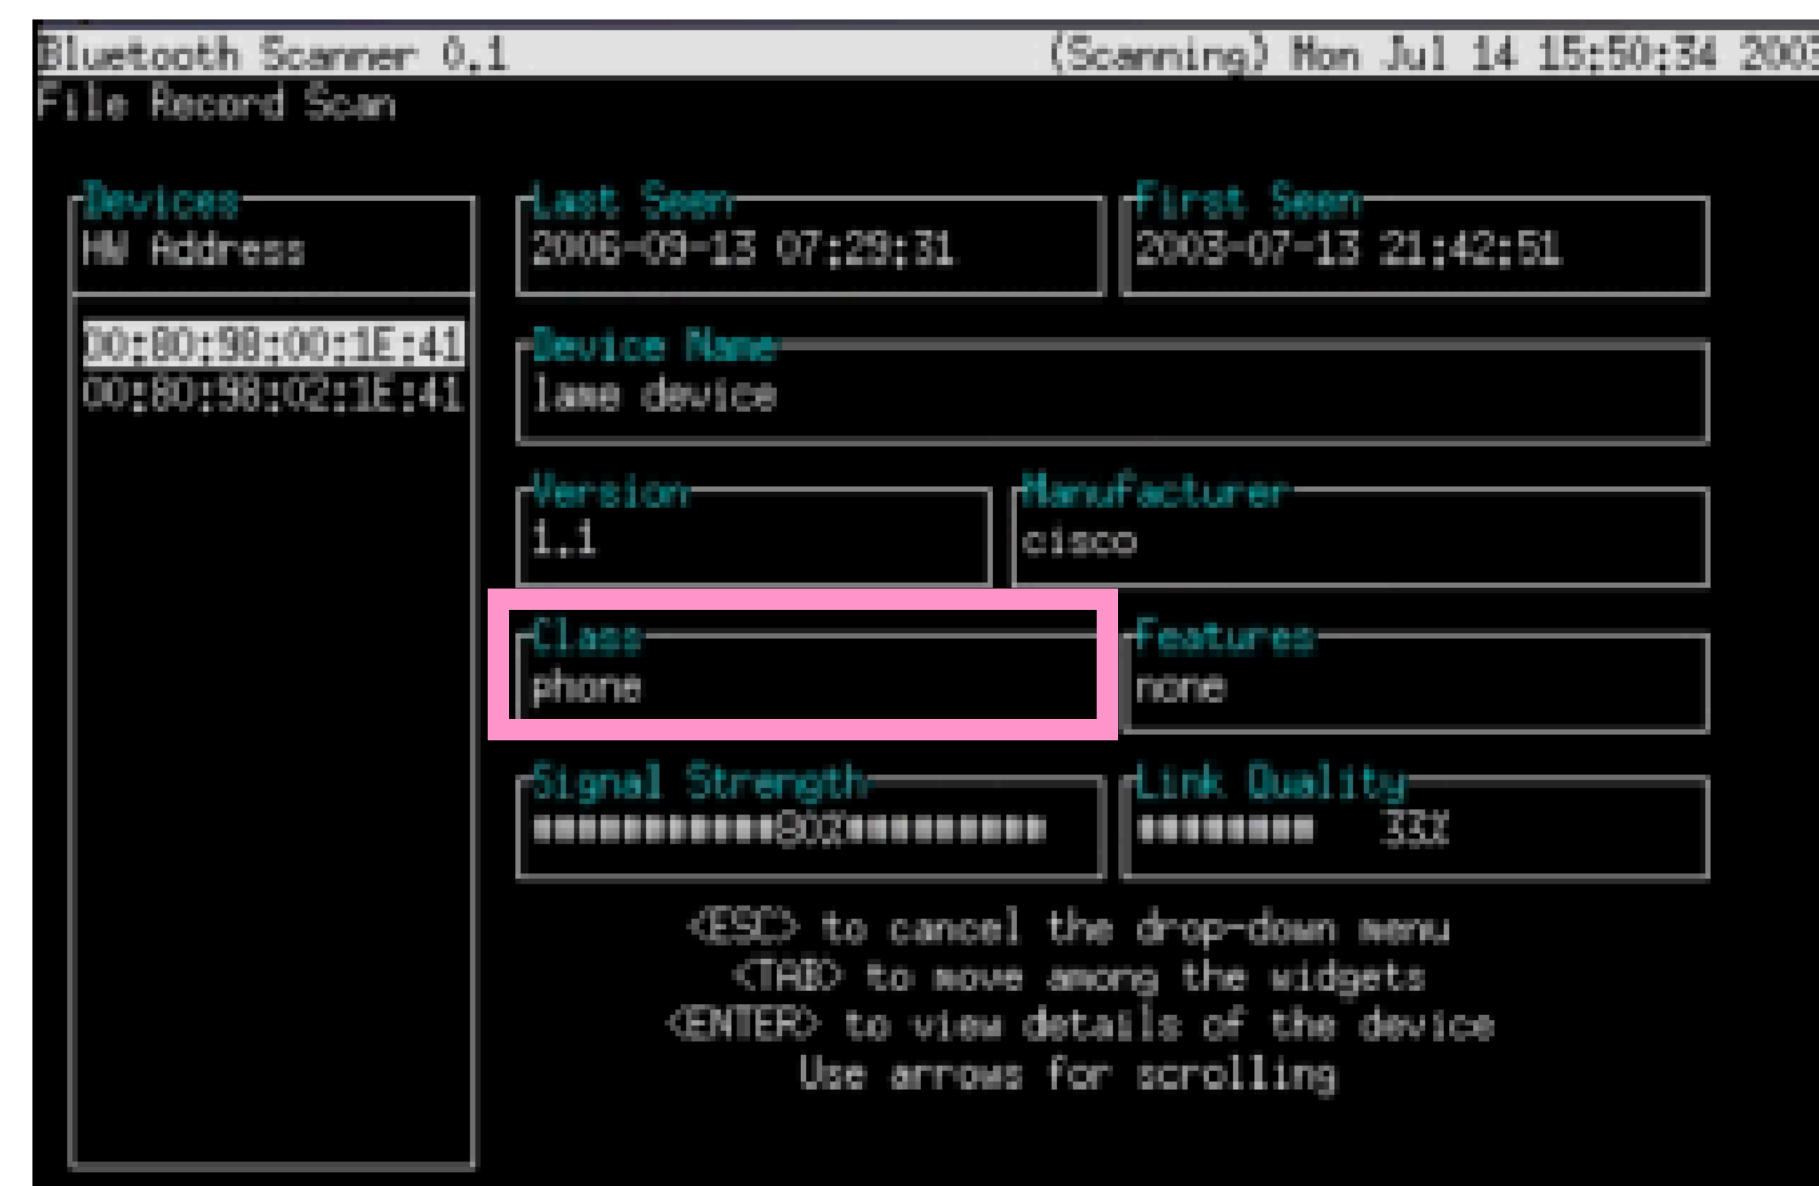 Bluetooth Scanner 0.1 (Scanning) Mon Jul 14 15:50:34 2003
File Record Scan
Devices
HW Address
00:80:98:00:1E:41
00:80:98:02:1E:41
Last Seen
2006-09-13 07:29:31
First Seen
2003-07-13 21:42:51
Device Name
lame device
Version
1.1
Manufacturer
cisco
Class
phone
Features
none
Signal Strength
80%
Link Quality
33%
<ESC> to cancel the drop-down menu
<TAB> to move among the widgets
<ENTER> to view details of the device
Use arrows for scrolling